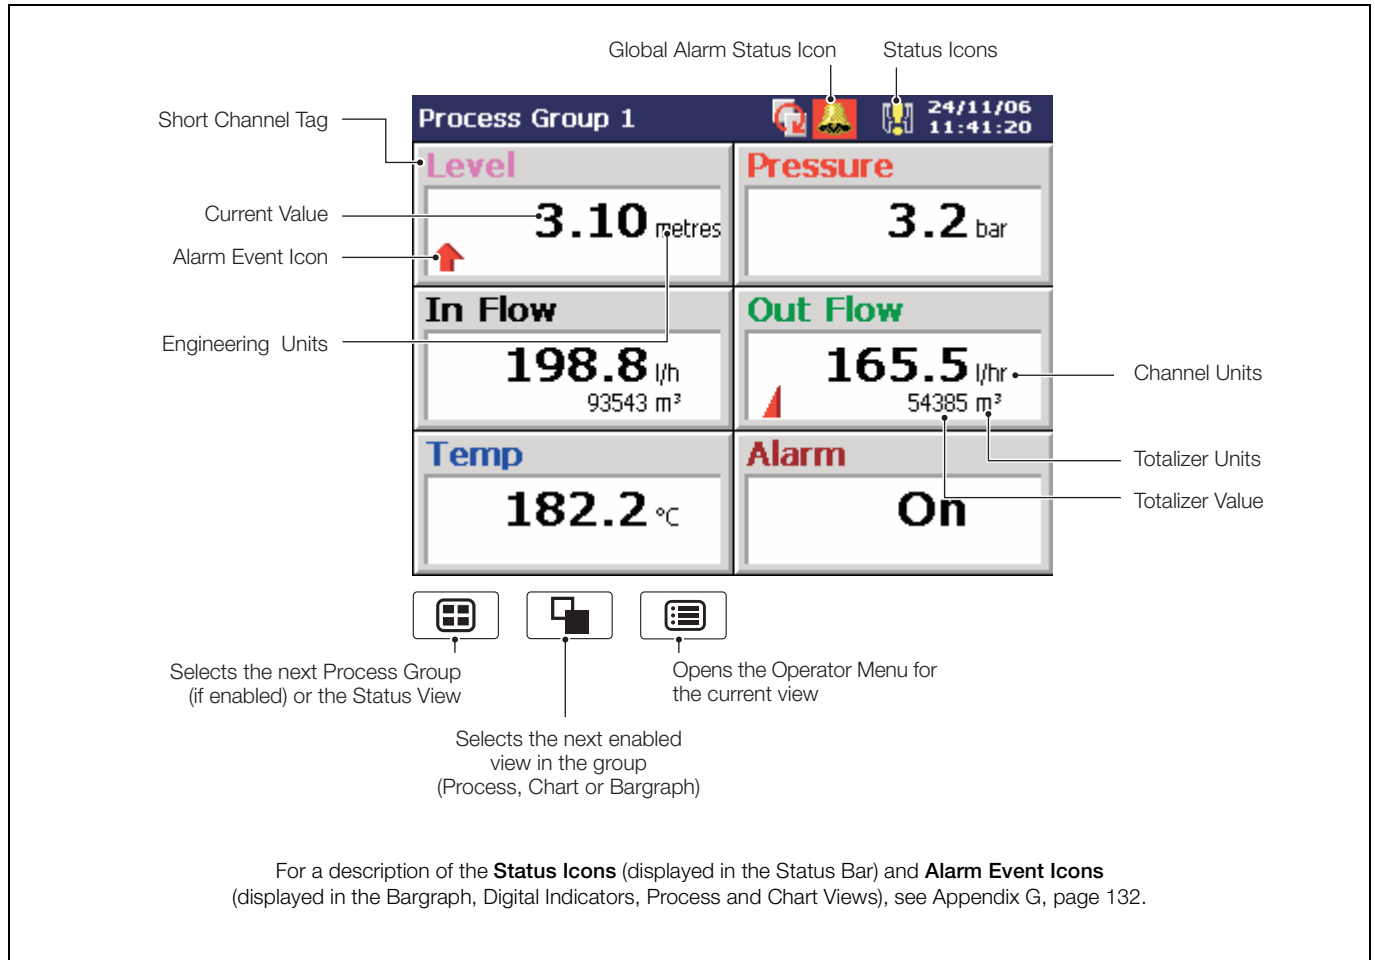 Global Alarm Status Icon
Status Icons
Process Group 1
24/11/06
11:41:20
Short Channel Tag
Level
Pressure
Current Value
3.10 metres
3.2 bar
Alarm Event Icon
In Flow
Out Flow
Engineering Units
198.8 l/h
165.5 l/hr
Channel Units
93543 m³
54385 m³
Temp
Alarm
Totalizer Units
Totalizer Value
182.2 °C
On
Selects the next Process Group
(if enabled) or the Status View
Opens the Operator Menu for
the current view
Selects the next enabled
view in the group
(Process, Chart or Bargraph)
For a description of the Status Icons (displayed in the Status Bar) and Alarm Event Icons
(displayed in the Bargraph, Digital Indicators, Process and Chart Views), see Appendix G, page 132.